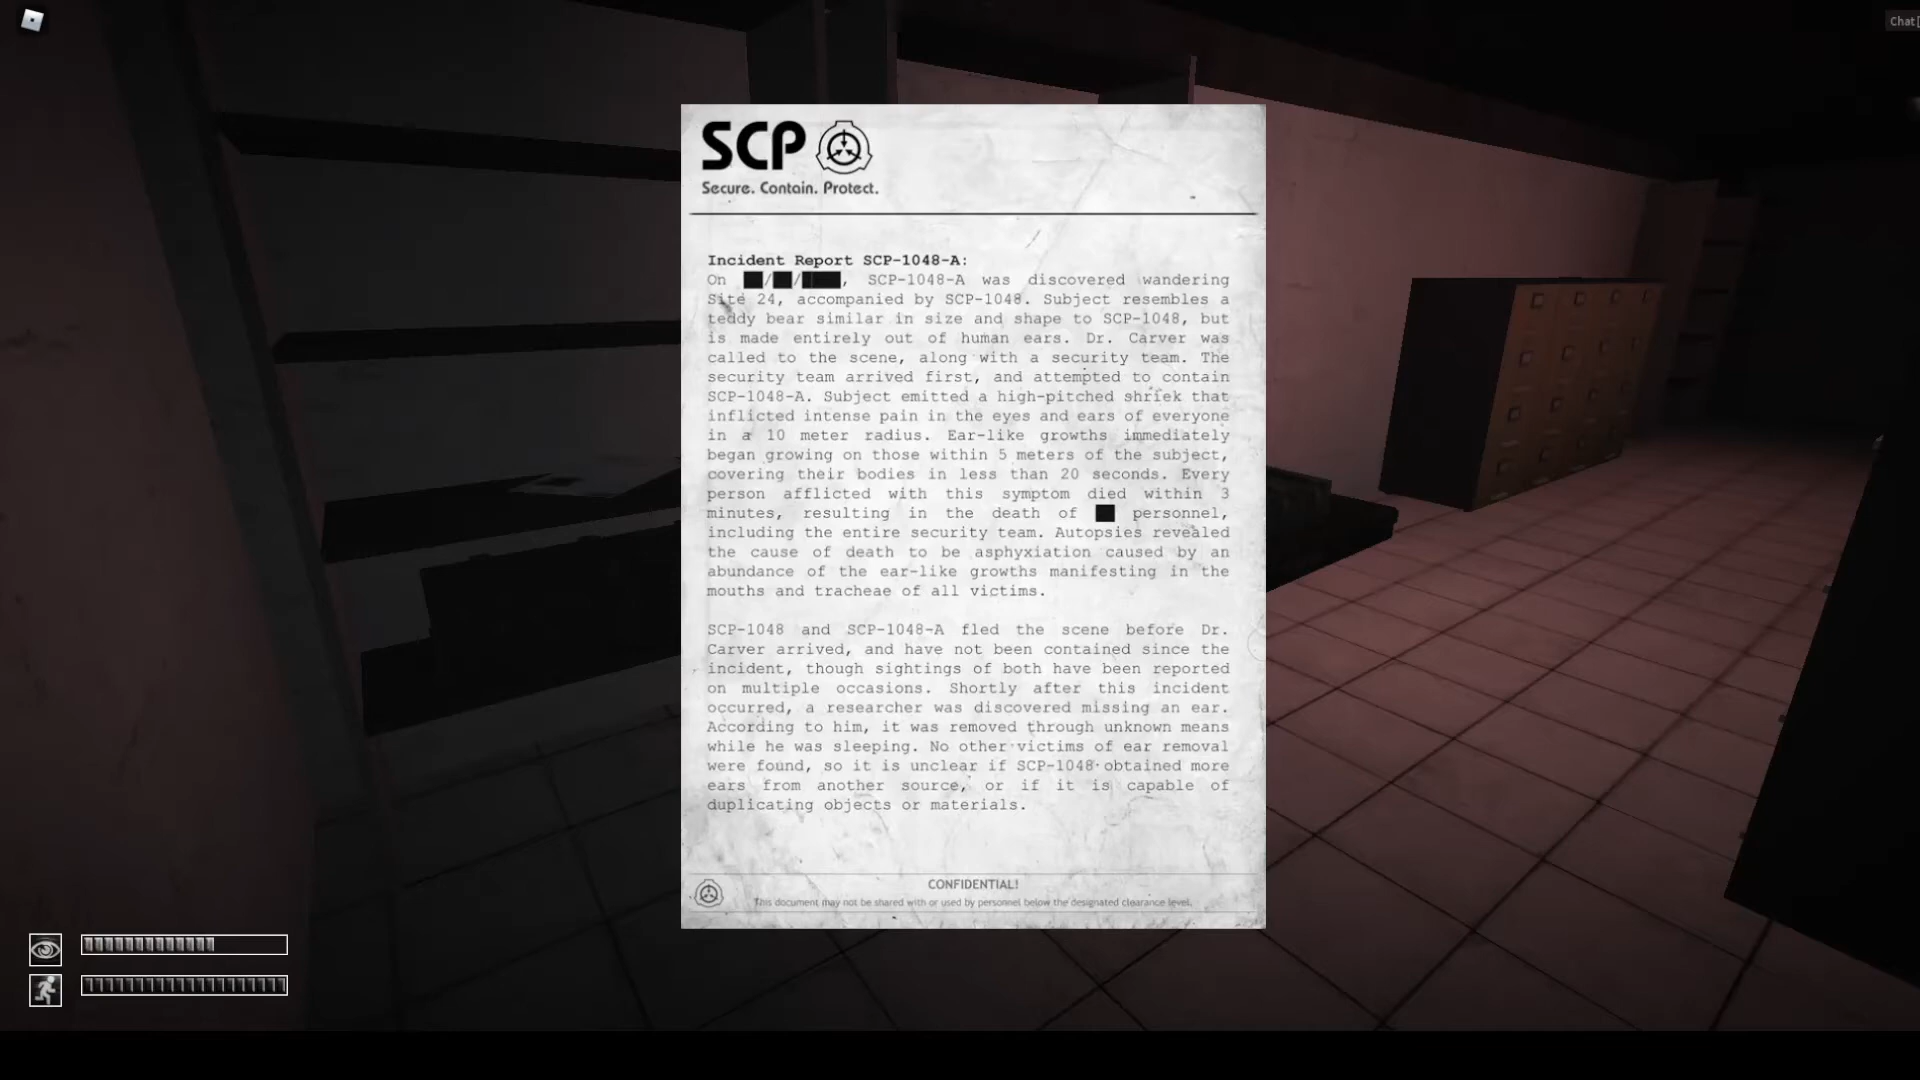 Chat[
SCP
Secure. Contain. Protect.
Incident Report SCP-1048-A:
On ██/██/████, SCP-1048-A was discovered wandering
Site 24, accompanied by SCP-1048. Subject resembles a
teddy bear similar in size and shape to SCP-1048, but
is made entirely out of human ears. Dr. Carver was
called to the scene, along with a security team. The
security team arrived first, and attempted to contain
SCP-1048-A. Subject emitted a high-pitched shriek that
inflicted intense pain in the eyes and ears of everyone
in a 10 meter radius. Ear-like growths immediately
began growing on those within 5 meters of the subject,
covering their bodies in less than 20 seconds. Every
person afflicted with this symptom died within 3
minutes, resulting in the death of ██ personnel,
including the entire security team. Autopsies revealed
the cause of death to be asphyxiation caused by an
abundance of the ear-like growths manifesting in the
mouths and tracheae of all victims.
SCP-1048 and SCP-1048-A fled the scene before Dr.
Carver arrived, and have not been contained since the
incident, though sightings of both have been reported
on multiple occasions. Shortly after this incident
occurred, a researcher was discovered missing an ear.
According to him, it was removed through unknown means
while he was sleeping. No other victims of ear removal
were found, so it is unclear if SCP-1048 obtained more
ears from another source, or if it is capable of
duplicating objects or materials.
CONFIDENTIAL!
This document may not be shared with or used by personnel below the designated clearance level.